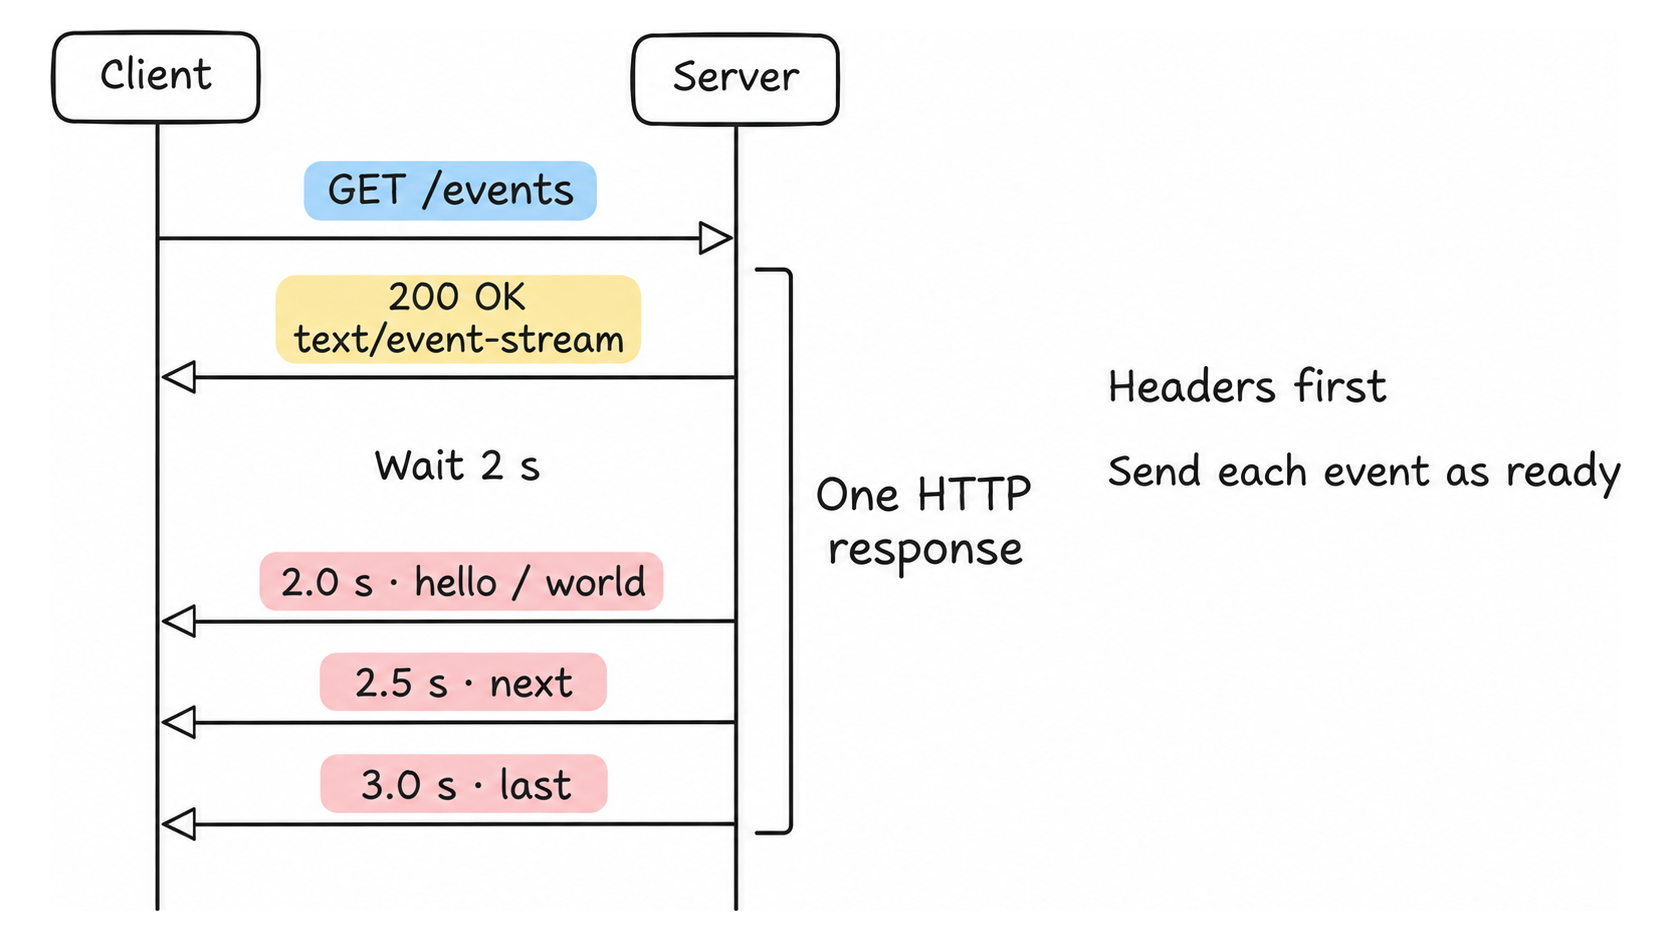 Client
Server
GET /events
200 OK
text/event-stream
Wait 2 s
2.0 s · hello / world
2.5 s · next
3.0 s · last
One HTTP
response
Headers first
Send each event as ready